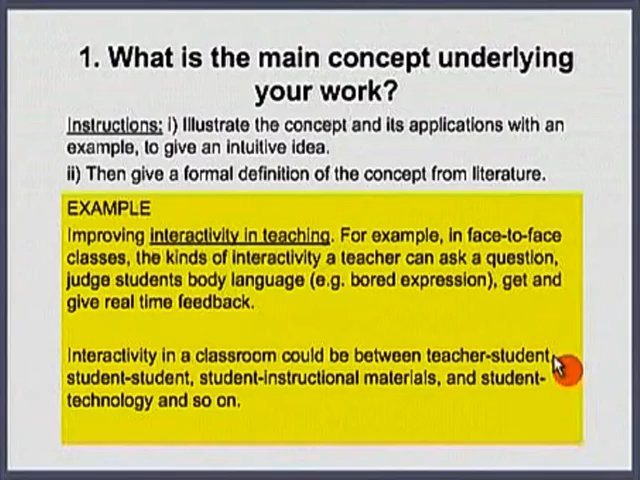 1. What is the main concept underlying
your work?
Instructions: i) Illustrate the concept and its applications with an
example, to give an intuitive idea.
ii) Then give a formal definition of the concept from literature.
EXAMPLE
Improving interactivity in teaching. For example, in face-to-face
classes, the kinds of interactivity a teacher can ask a question,
judge students body language (e.g. bored expression), get and
give real time feedback.
Interactivity in a classroom could be between teacher-student,
student-student, student-instructional materials, and student-
technology and so on.